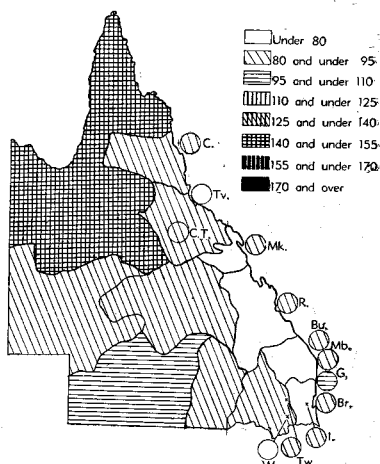 Under 80
80 and under 95
95 and under 110
110 and under 125
125 and under 140
140 and under 155
155 and under 170
170 and over
C.
Tv.
C.T.
Mk.
R.
Bu.
Mb.
G.
Br.
I.
Tw.
W.